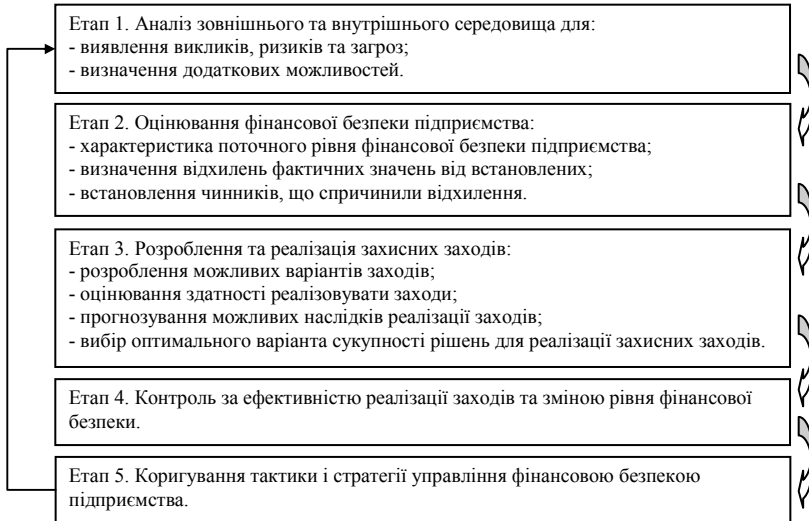 Етап 1. Аналіз зовнішнього та внутрішнього середовища для:
- виявлення викликів, ризиків та загроз;
- визначення додаткових можливостей.
Етап 2. Оцінювання фінансової безпеки підприємства:
- характеристика поточного рівня фінансової безпеки підприємства;
- визначення відхилень фактичних значень від встановлених;
- встановлення чинників, що спричинили відхилення.
Етап 3. Розроблення та реалізація захисних заходів:
- розроблення можливих варіантів заходів;
- оцінювання здатності реалізовувати заходи;
- прогнозування можливих наслідків реалізації заходів;
- вибір оптимального варіанта сукупності рішень для реалізації захисних заходів.
Етап 4. Контроль за ефективністю реалізації заходів та зміною рівня фінансової
безпеки.
Етап 5. Коригування тактики і стратегії управління фінансовою безпекою
підприємства.